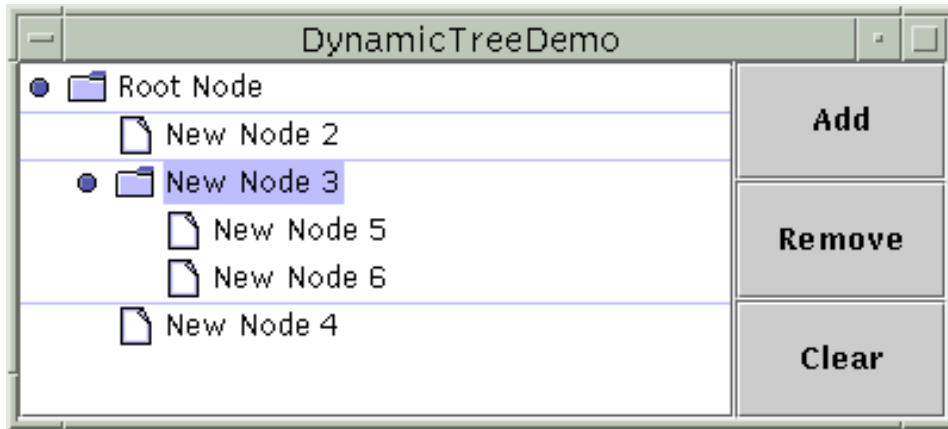 DynamicTreeDemo
Root Node
New Node 2
New Node 3
New Node 5
New Node 6
New Node 4
Add
Remove
Clear